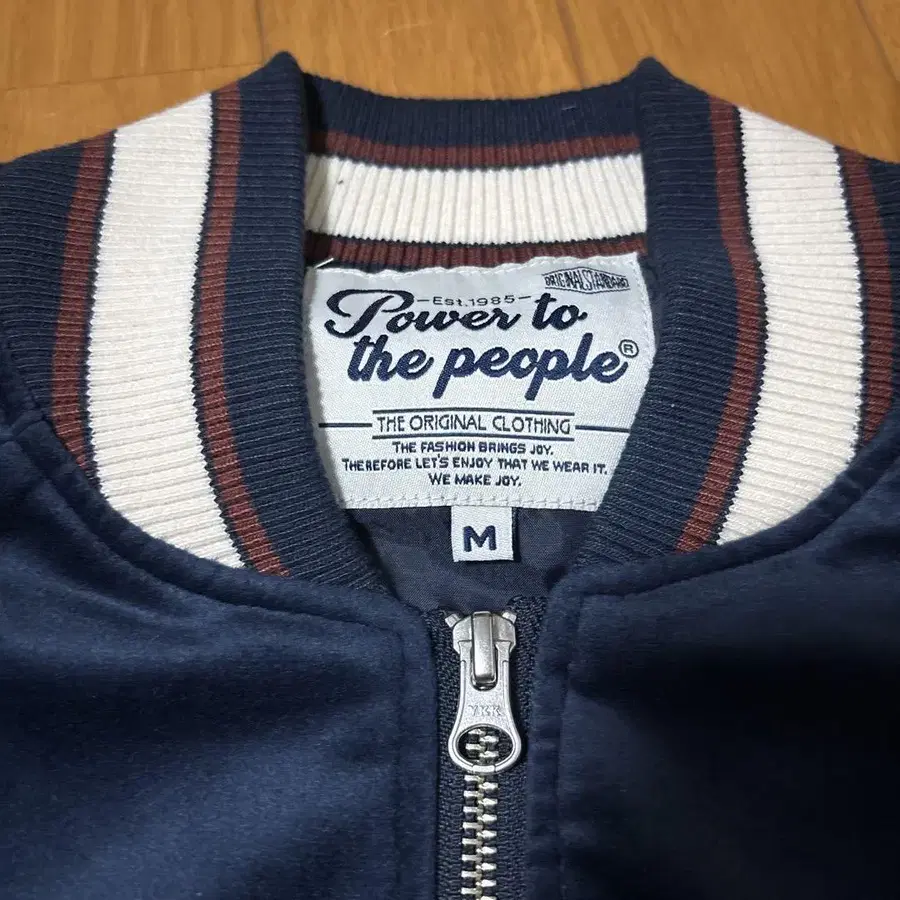 -Est.1985-
ORIGINAL STANDARD
Power to
the people®
THE ORIGINAL CLOTHING
THE FASHION BRINGS JOY.
THEREFORE LET'S ENJOY THAT WE WEAR IT.
WE MAKE JOY.
M
YKK